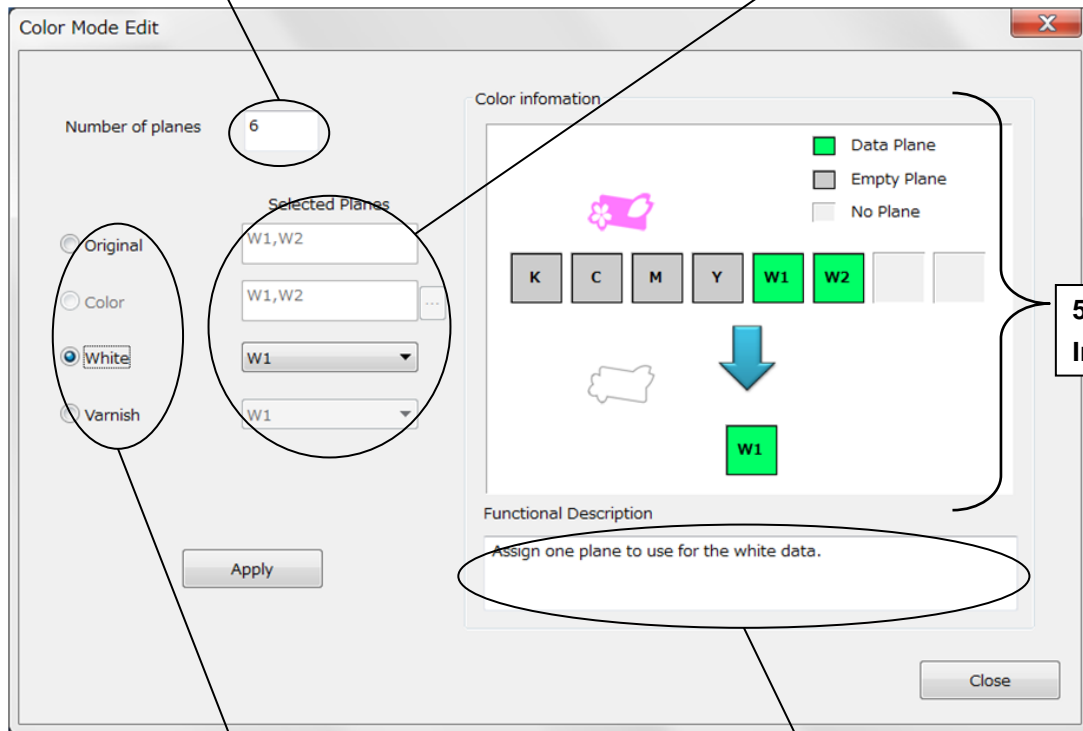 Color Mode Edit
X
Number of planes
6
Selected Planes
Original
W1,W2
Color
W1,W2
...
White
W1
Varnish
W1
Apply
Color infomation
Data Plane
Empty Plane
No Plane
K C M Y W1 W2
W1
Functional Description
Assign one plane to use for the white data.
Close
5